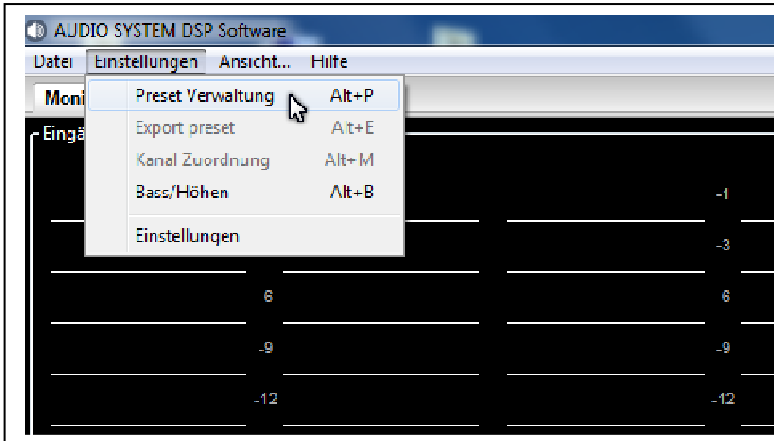 AUDIO SYSTEM DSP Software
Datei Einstellungen Ansicht... Hilfe
Moni
Preset Verwaltung Alt+P
Eingä
Export preset Alt+E
Kanal Zuordnung Alt+M
Bass/Höhen Alt+B
-1
Einstellungen
-3
6 6
-9 -9
-12 -12